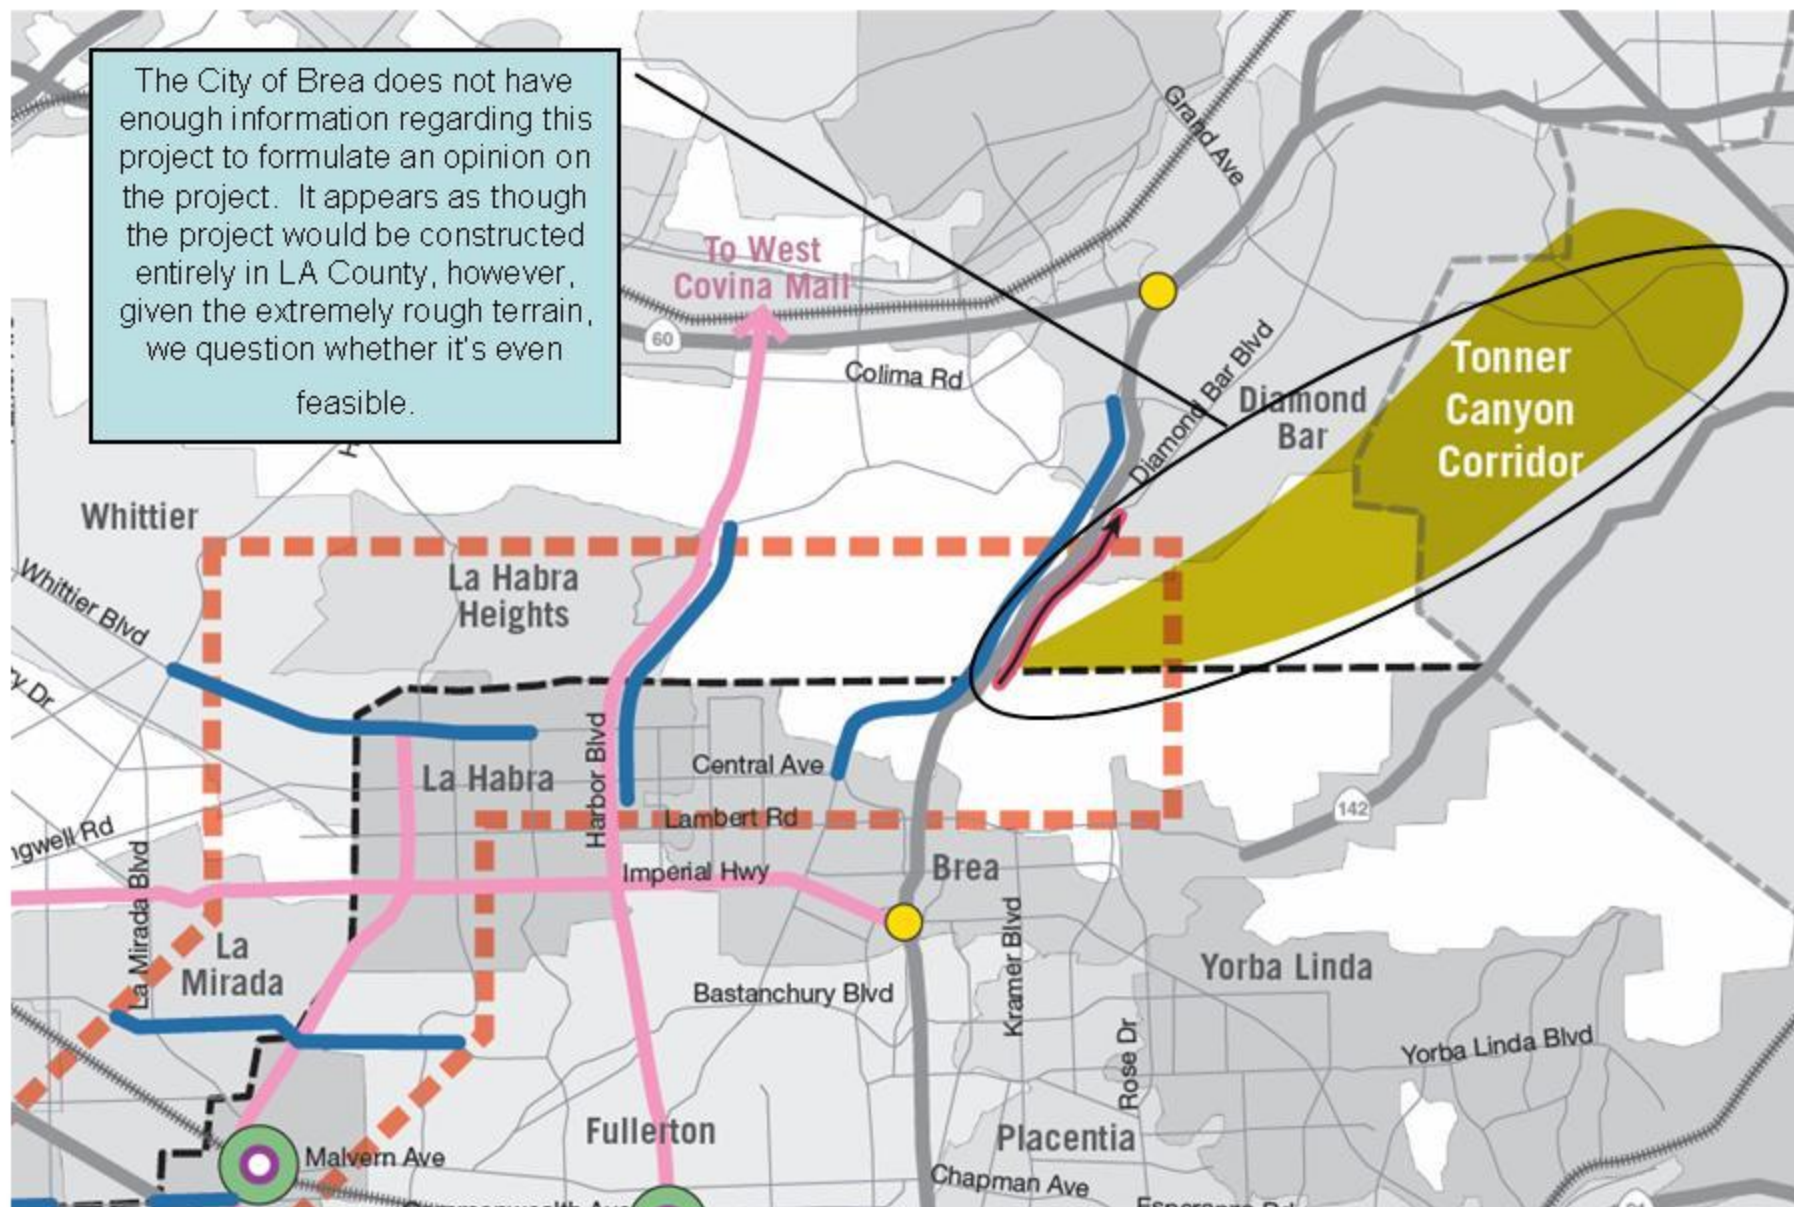 The City of Brea does not have
enough information regarding this
project to formulate an opinion on
the project. It appears as though
the project would be constructed
entirely in LA County, however,
given the extremely rough terrain,
we question whether it's even
feasible.
Grand Ave
To West
Covina Mall
60
Colima Rd
Diamond Bar Blvd
Diamond
Bar
Tonner
Canyon
Corridor
Whittier
Whittier Blvd
La Habra
Heights
ry Dr
Harbor Blvd
La Habra
Central Ave
Lambert Rd
142
ngwell Rd
La Mirada Blvd
Imperial Hwy
Brea
Kramer Blvd
La
Mirada
Yorba Linda
Bastanchury Blvd
Rose Dr
Yorba Linda Blvd
Fullerton
Placentia
Malvern Ave
Chapman Ave